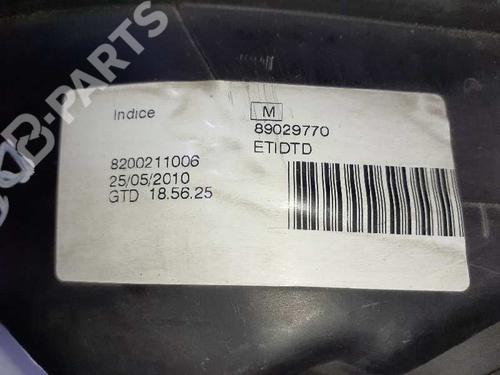 B-PARTS
Indice
M
89029770
ETIDTD
8200211006
25/05/2010
GTD 18.56.25